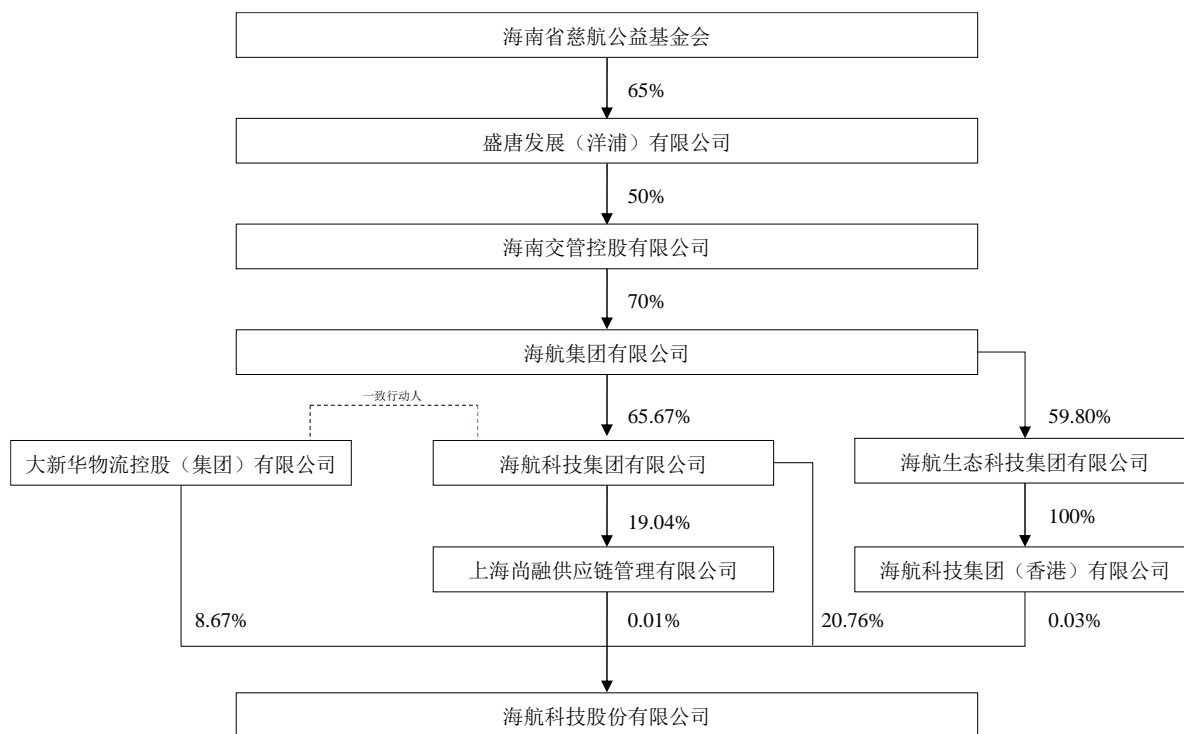 海南省慈航公益基金会
65%
盛唐发展（洋浦）有限公司
50%
海南交管控股有限公司
70%
海航集团有限公司
一致行动人
65.67%
59.80%
大新华物流控股（集团）有限公司
海航科技集团有限公司
海航生态科技集团有限公司
19.04%
100%
上海尚融供应链管理有限公司
海航科技集团（香港）有限公司
8.67%
0.01%
20.76%
0.03%
海航科技股份有限公司